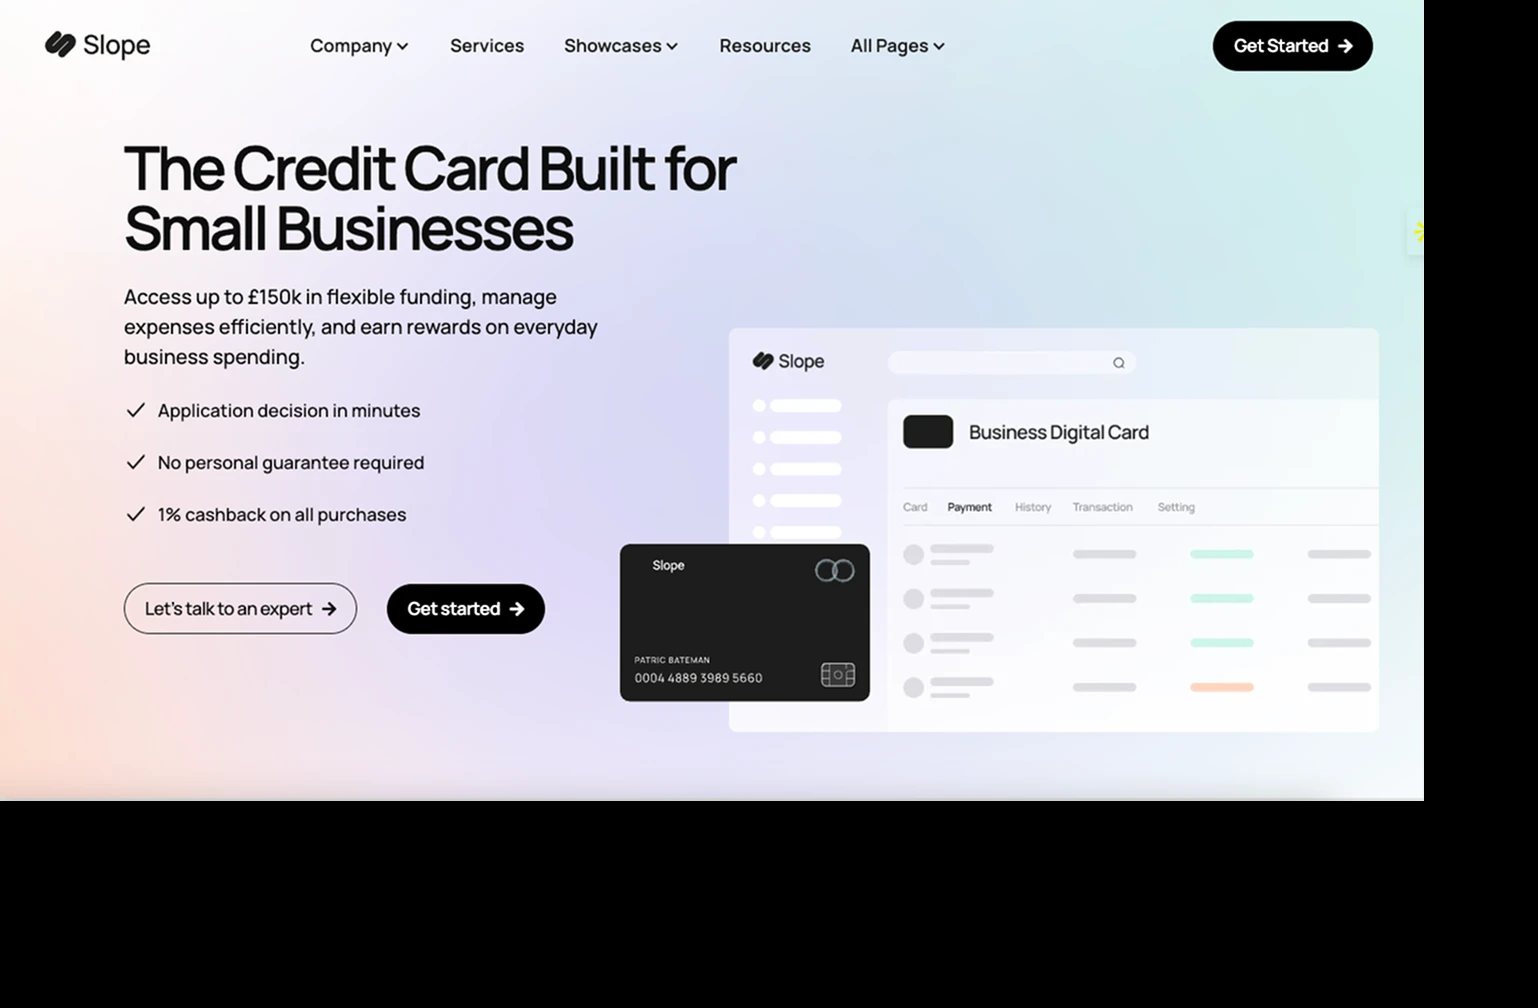 Slope
Company
Services
Showcases
Resources
All Pages
Get Started
The Credit Card Built for
Small Businesses
Access up to £150k in flexible funding, manage
expenses efficiently, and earn rewards on everyday
business spending.
Application decision in minutes
No personal guarantee required
1% cashback on all purchases
Let's talk to an expert
Get started
Slope
Business Digital Card
Card
Payment
History
Transaction
Setting
Slope
PATRIC BATEMAN
0004 4889 3989 5660